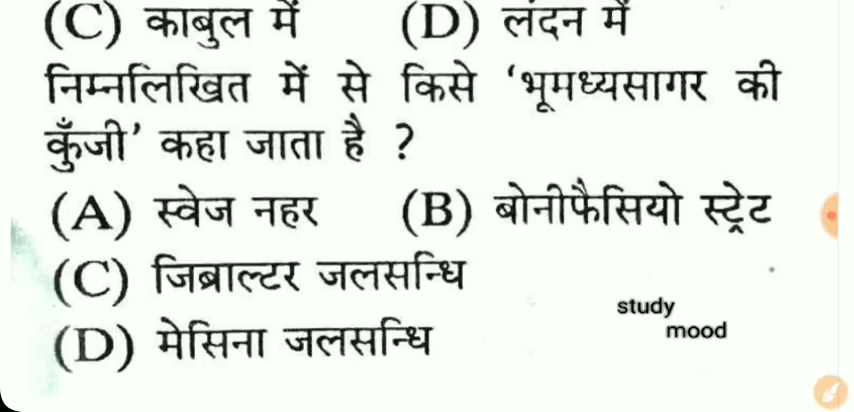 (C) काबुल में (D) लंदन में
निम्नलिखित में से किसे ‘भूमध्यसागर की
कुँजी’ कहा जाता है ?
(A) स्वेज नहर (B) बोनीफैसियो स्ट्रेट
(C) जिब्राल्टर जलसन्धि
(D) मेसिना जलसन्धि
study
mood